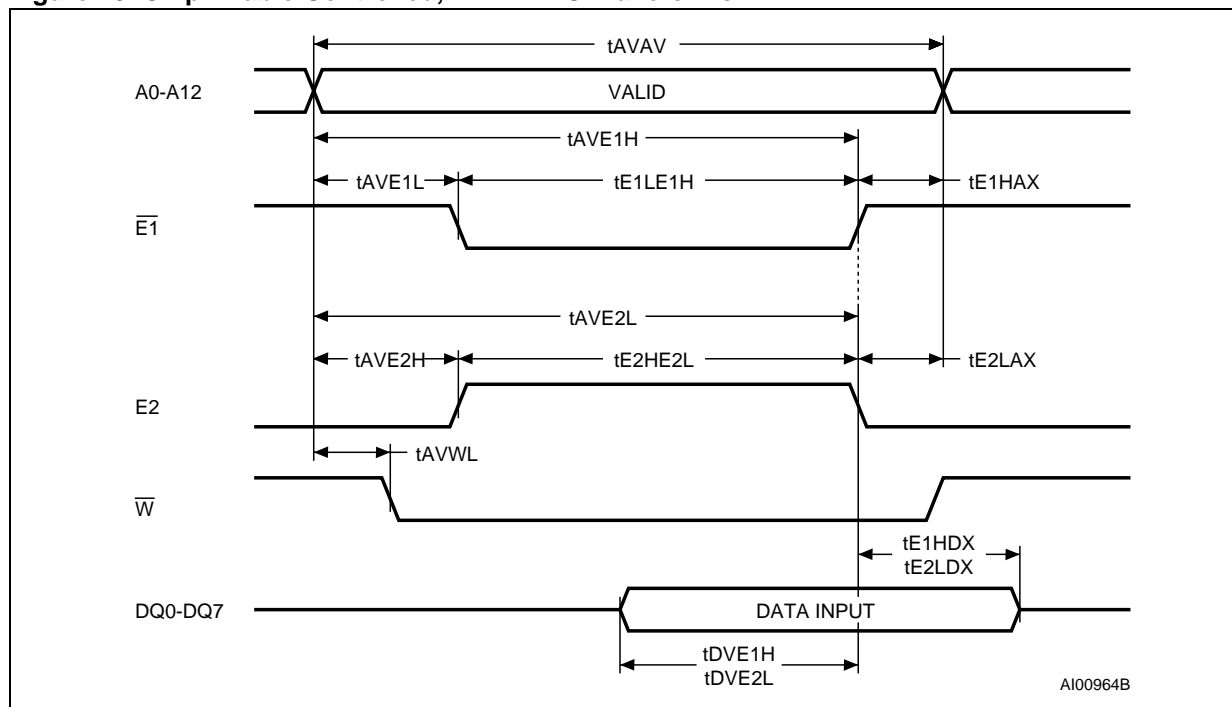 tAVAV
A0-A12
VALID
tAVE1H
tAVE1L
tE1LE1H
tE1HAX
E1
tAVE2L
tAVE2H
tE2HE2L
tE2LAX
E2
tAVWL
W
tE1HDX
tE2LDX
DQ0-DQ7
DATA INPUT
tDVE1H
tDVE2L
AI00964B